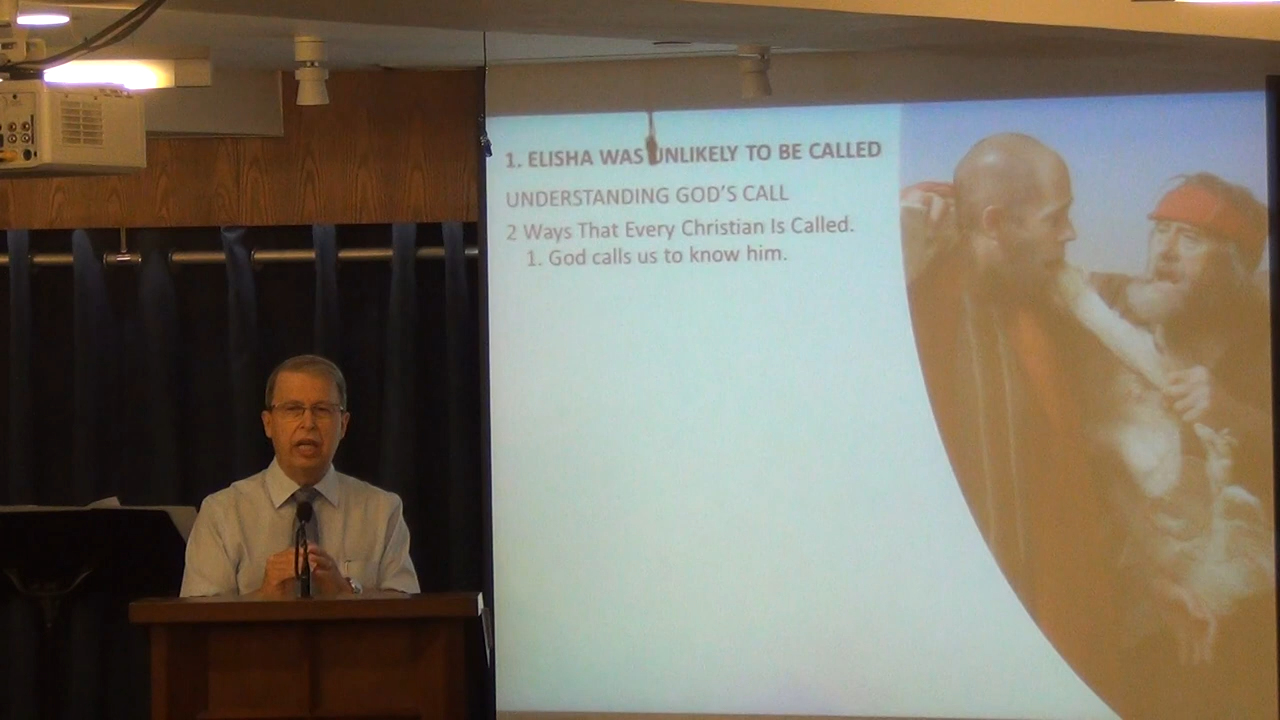 1. ELISHA WAS UNLIKELY TO BE CALLED
UNDERSTANDING GOD'S CALL
2 Ways That Every Christian Is Called.
1. God calls us to know him.